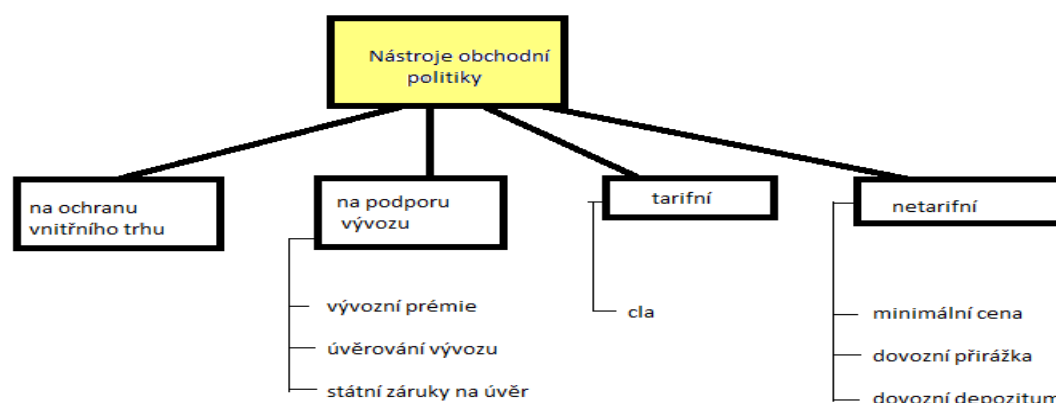 Nástroje obchodní
politiky
na ochranu
vnitřního trhu
na podporu
vývozu
tarifní
netarifní
vývozní prémie
úvěrování vývozu
státní záruky na úvěr
cla
minimální cena
dovozní přirážka
dovozní depozitum